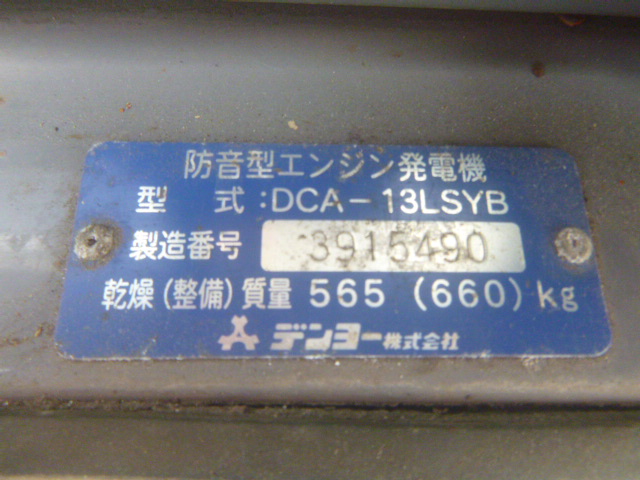 防音型エンジン発電機
型 式:DCA-13LSYB
製造番号 3915490
乾燥(整備)質量 565 (660)kg
デンヨー株式会社